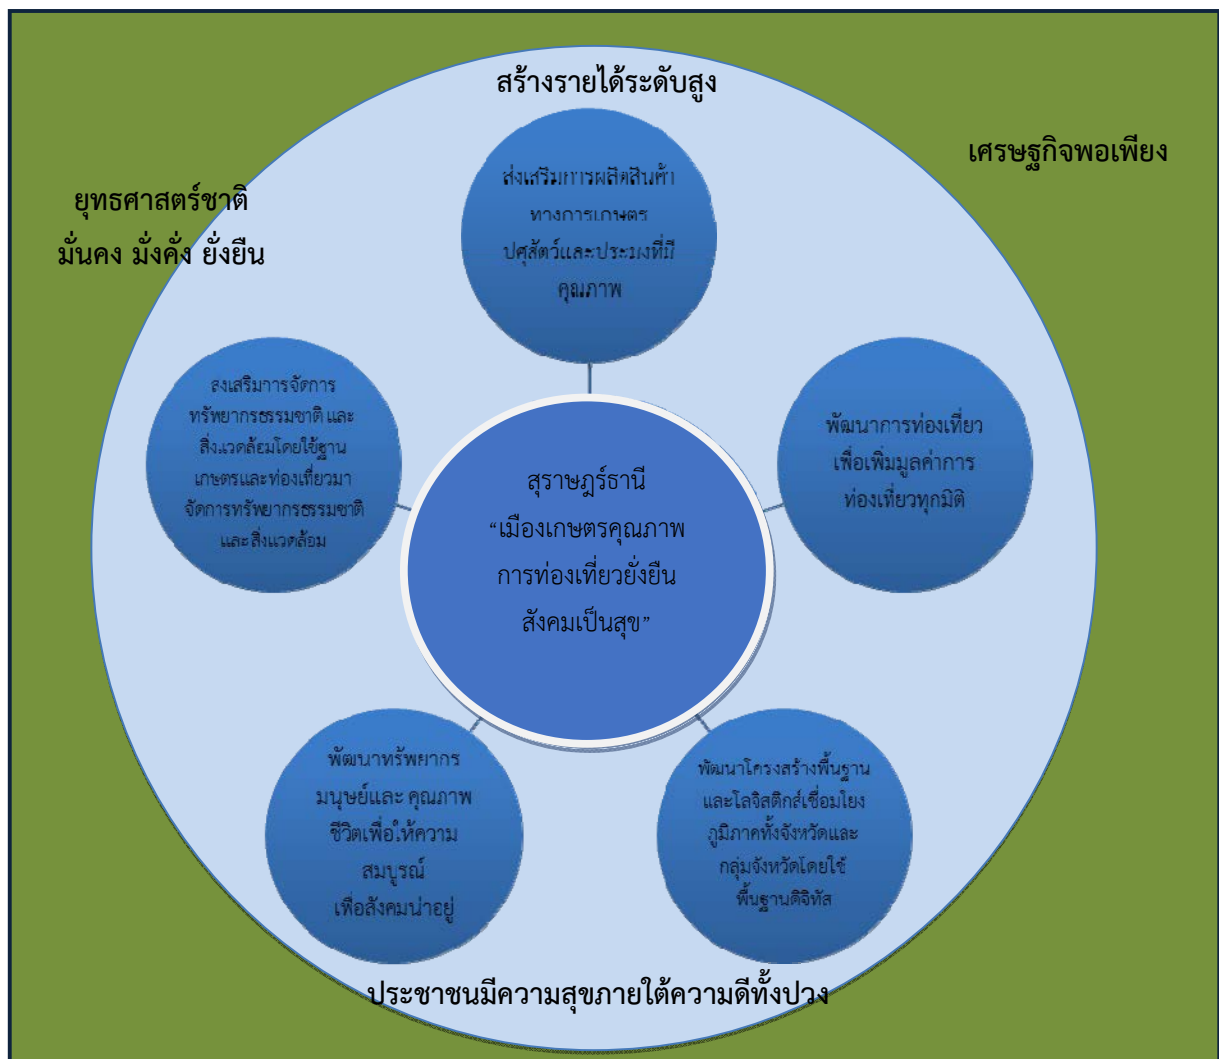 สร้างรายได้ระดับสูง
เศรษฐกิจพอเพียง
ยุทธศาสตร์ชาติ
มั่นคง มั่งคั่ง ยั่งยืน
ส่งเสริมการผลิตสินค้า
ทางการเกษตร
ปศุสัตว์และประมงที่มี
คุณภาพ
ส่งเสริมการจัดการ
ทรัพยากรธรรมชาติ และ
สิ่งแวดล้อมโดยใช้ฐาน
เกษตรและท่องเที่ยวมา
จัดการทรัพยากรธรรมชาติ
และสิ่งแวดล้อม
พัฒนาการท่องเที่ยว
เพื่อเพิ่มมูลค่าการ
ท่องเที่ยวทุกมิติ
สุราษฎร์ธานี
“เมืองเกษตรคุณภาพ
การท่องเที่ยวยั่งยืน
สังคมเป็นสุข”
พัฒนาทรัพยากร
มนุษย์และ คุณภาพ
ชีวิตเพื่อให้ความ
สมบูรณ์
เพื่อสังคมน่าอยู่
พัฒนาโครงสร้างพื้นฐาน
และโลจิสติกส์เชื่อมโยง
ภูมิภาคทั้งจังหวัดและ
กลุ่มจังหวัดโดยใช้
พื้นฐานดิจิทัล
ประชาชนมีความสุขภายใต้ความดีทั้งปวง